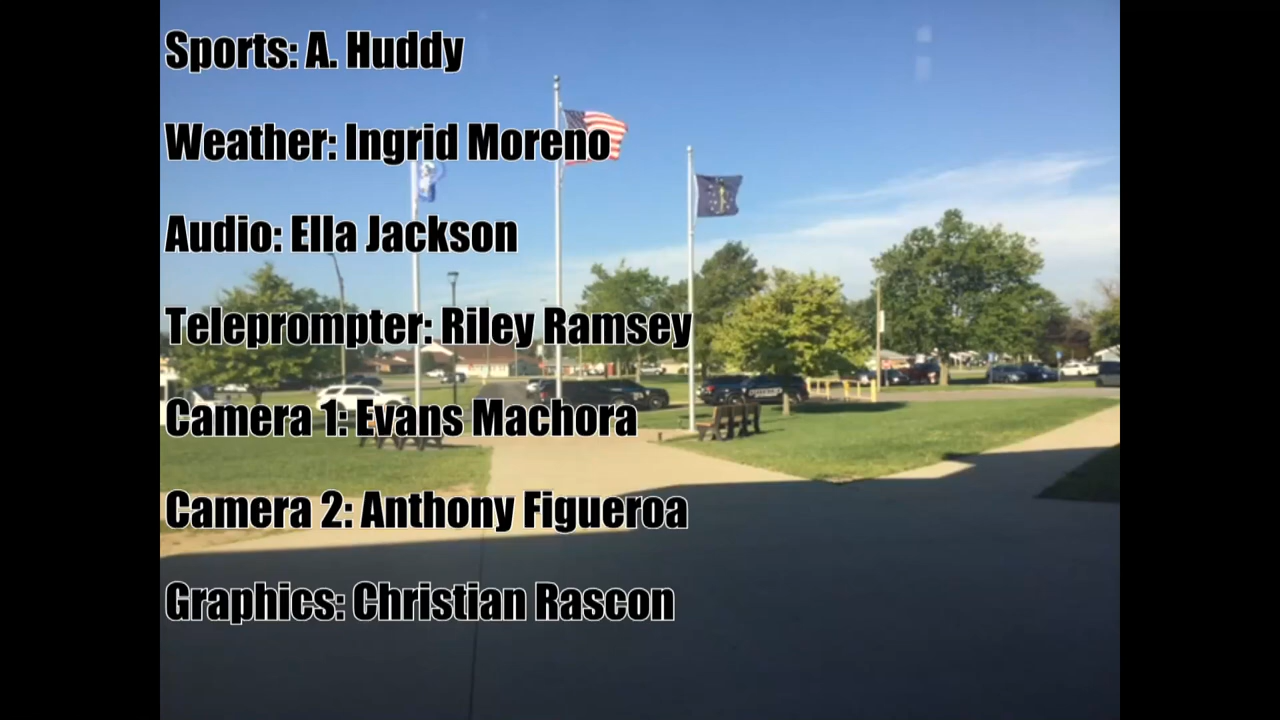 Sports: A. Huddy
Weather: Ingrid Moreno
Audio: Ella Jackson
Teleprompter: Riley Ramsey
Camera 1: Evans Machora
Camera 2: Anthony Figueroa
Graphics: Christian Rascon